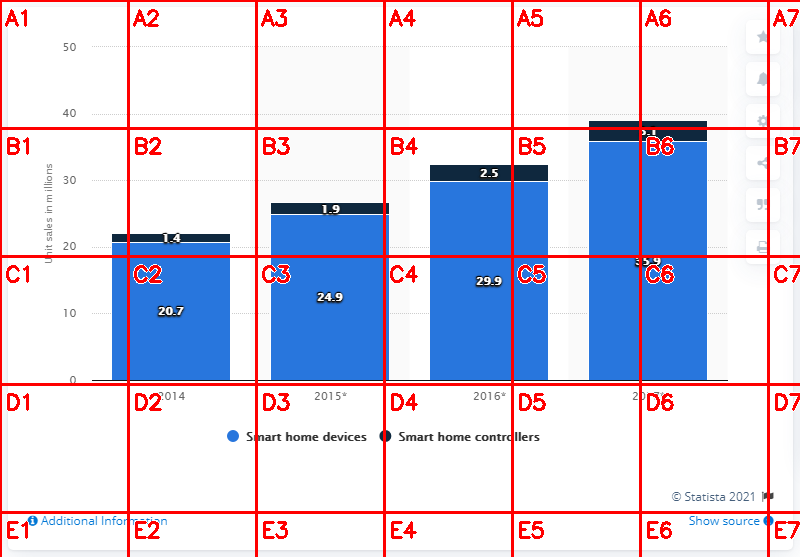 A1 A2 A3 A4 A5 A6 A7
50
40
B1 B2 B3 B4 B5 B6 B7
2.5
30
1.9
Unit sales in millions
1.4
20
35.9
C1 C2 C3 C4 C5 C6 C7
29.9
24.9
20.7
10
0
2014 2015* 2016* 2017*
D1 D2 D3 D4 D5 D6 D7
Smart home devices Smart home controllers
© Statista 2021
Additional Information Show source
E1 E2 E3 E4 E5 E6 E7